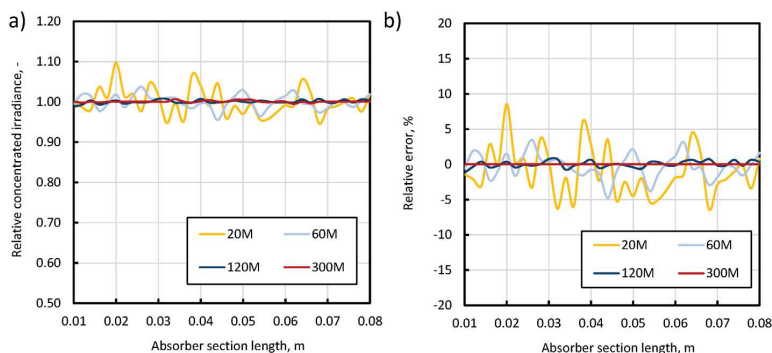 a)
Relative concentrated irradiance, -
1.20
1.10
1.00
0.90
0.80
0.70
0.60
0.50
20M 60M
120M 300M
0.01 0.02 0.03 0.04 0.05 0.06 0.07 0.08
Absorber section length, m
b)
Relative error, %
20
15
10
5
0
-5
-10
-15
-20
20M 60M
120M 300M
0.01 0.02 0.03 0.04 0.05 0.06 0.07 0.08
Absorber section length, m